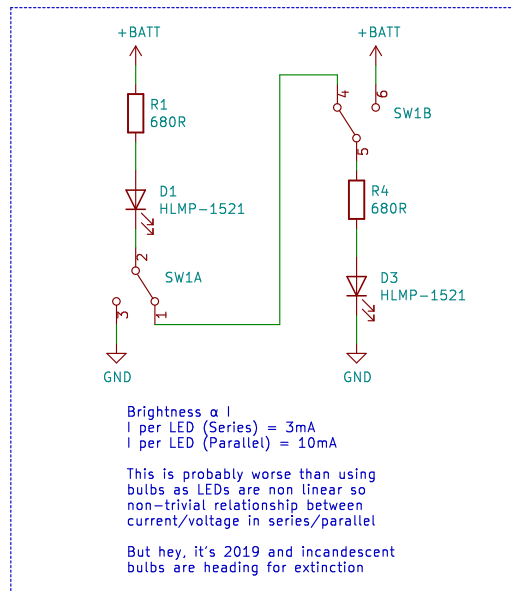 +BATT
+BATT
R1
680R
4
6
SW1B
5
D1
HLMP-1521
R4
680R
2
SW1A
D3
HLMP-1521
3
1
GND
GND
Brightness α I
I per LED (Series) = 3mA
I per LED (Parallel) = 10mA
This is probably worse than using
bulbs as LEDs are non linear so
non-trivial relationship between
current/voltage in series/parallel
But hey, it's 2019 and incandescent
bulbs are heading for extinction